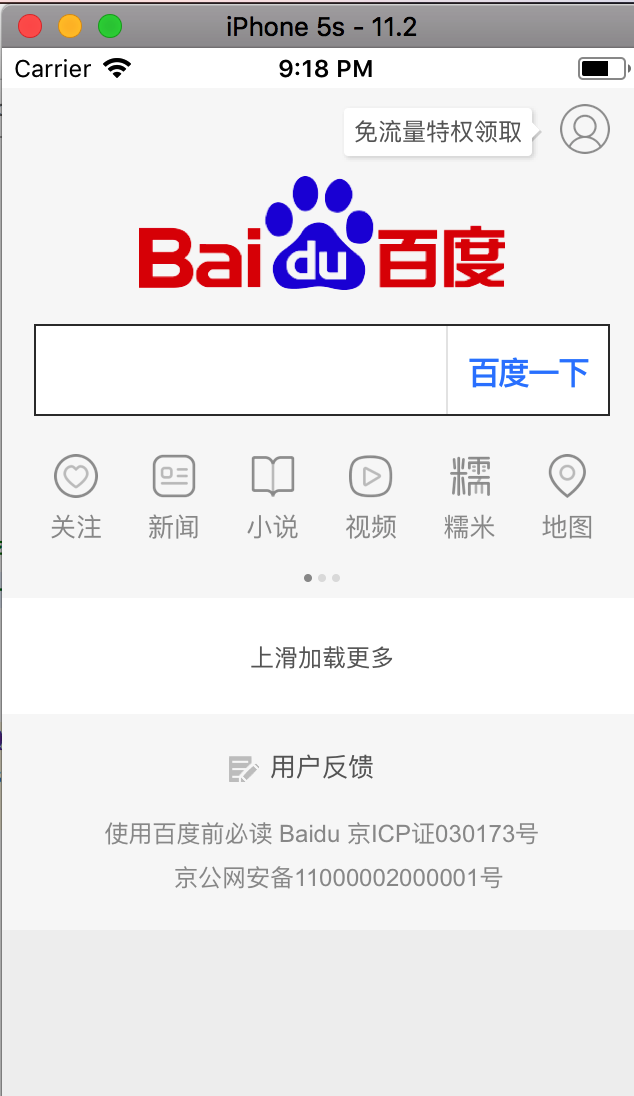 iPhone 5s - 11.2
Carrier 9:18 PM
免流量特权领取
Bai du 百度
百度一下
糯
关注 新闻 小说 视频 糯米 地图
上滑加载更多
用户反馈
使用百度前必读 Baidu 京ICP证030173号
京公网安备11000002000001号